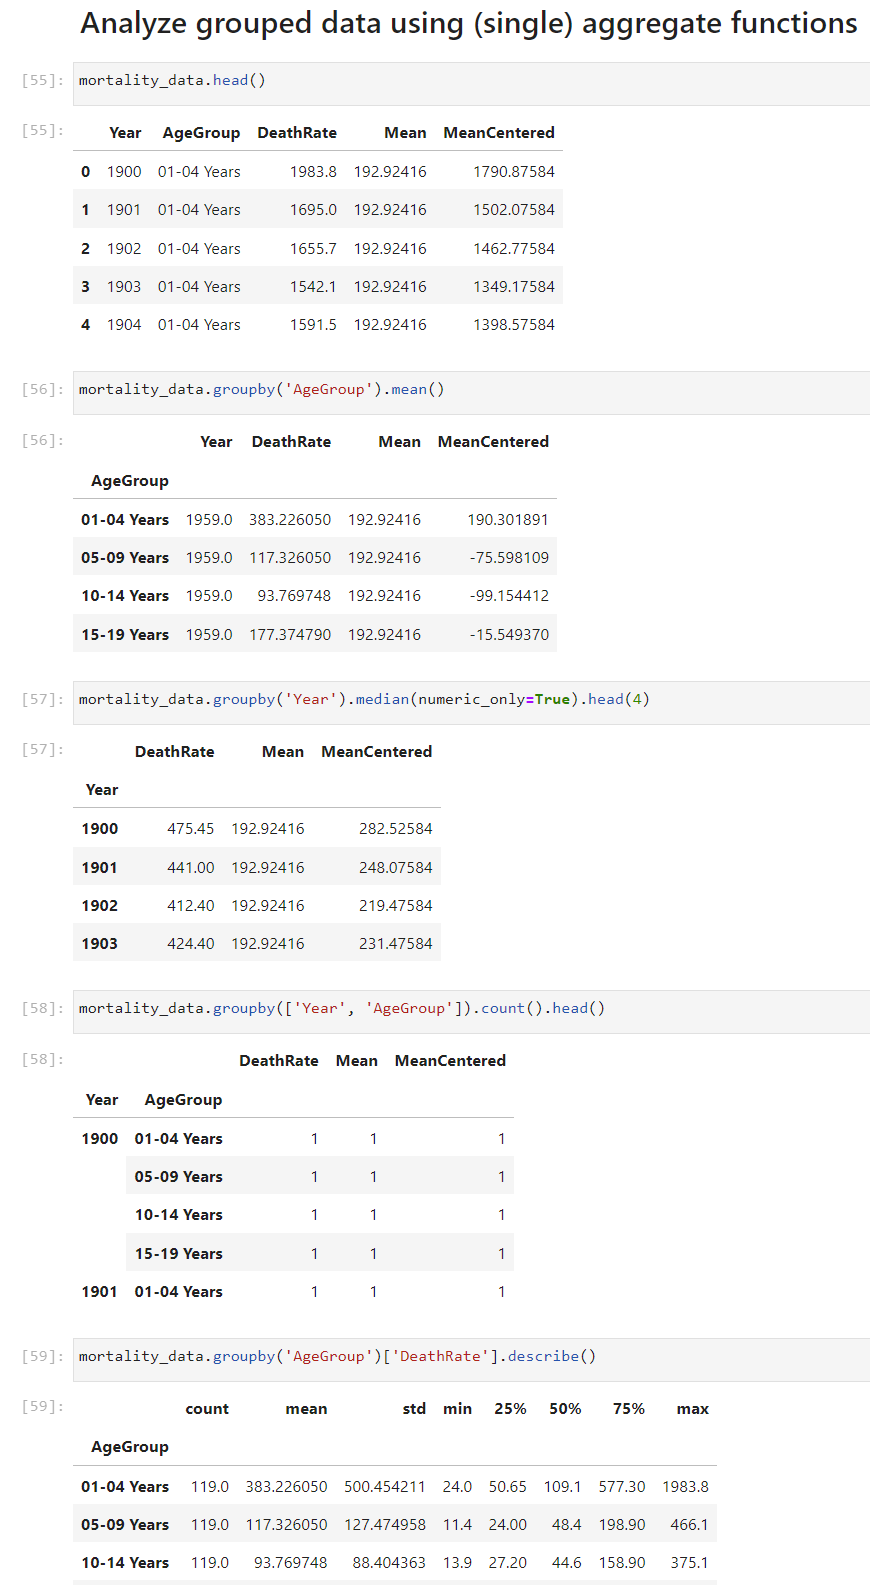 Analyze grouped data using (single) aggregate functions
[55]: mortality_data.head()
[55]: Year AgeGroup DeathRate Mean MeanCentered
0 1900 01-04 Years 1983.8 192.92416 1790.87584
1 1901 01-04 Years 1695.0 192.92416 1502.07584
2 1902 01-04 Years 1655.7 192.92416 1462.77584
3 1903 01-04 Years 1542.1 192.92416 1349.17584
4 1904 01-04 Years 1591.5 192.92416 1398.57584
[56]: mortality_data.groupby('AgeGroup').mean()
[56]: Year DeathRate Mean MeanCentered
AgeGroup
01-04 Years 1959.0 383.226050 192.92416 190.301891
05-09 Years 1959.0 117.326050 192.92416 -75.598109
10-14 Years 1959.0 93.769748 192.92416 -99.154412
15-19 Years 1959.0 177.374790 192.92416 -15.549370
[57]: mortality_data.groupby('Year').median(numeric_only=True).head(4)
[57]: DeathRate Mean MeanCentered
Year
1900 475.45 192.92416 282.52584
1901 441.00 192.92416 248.07584
1902 412.40 192.92416 219.47584
1903 424.40 192.92416 231.47584
[58]: mortality_data.groupby(['Year', 'AgeGroup']).count().head()
[58]: DeathRate Mean MeanCentered
Year AgeGroup
1900 01-04 Years 1 1 1
05-09 Years 1 1 1
10-14 Years 1 1 1
15-19 Years 1 1 1
1901 01-04 Years 1 1 1
[59]: mortality_data.groupby('AgeGroup')['DeathRate'].describe()
[59]: count mean std min 25% 50% 75% max
AgeGroup
01-04 Years 119.0 383.226050 500.454211 24.0 50.65 109.1 577.30 1983.8
05-09 Years 119.0 117.326050 127.474958 11.4 24.00 48.4 198.90 466.1
10-14 Years 119.0 93.769748 88.404363 13.9 27.20 44.6 158.90 375.1